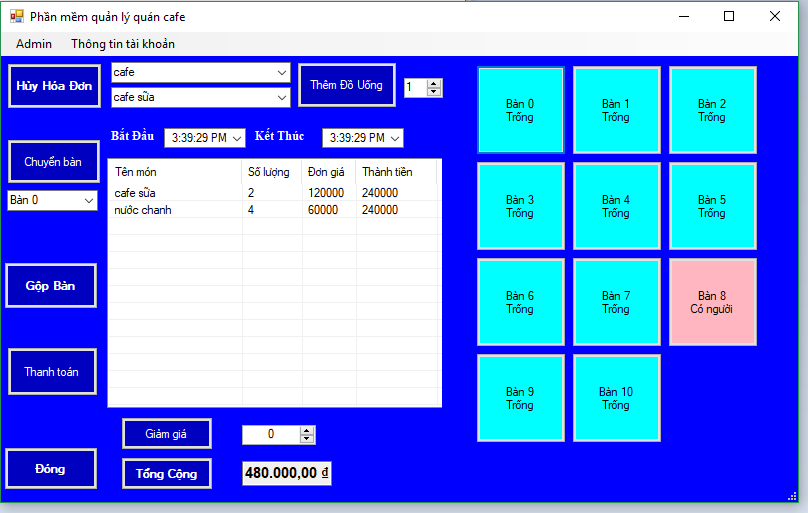 Phần mềm quản lý quán cafe
Admin Thông tin tài khoản
Hủy Hóa Đơn
cafe
cafe sữa
Thêm Đồ Uống
1
Bắt Đầu
3:39:29 PM
Kết Thúc
3:39:29 PM
Chuyển bàn
Bàn 0
Gộp Bàn
Thanh toán
Đóng
Tên món Số lượng Đơn giá Thành tiền
cafe sữa 2 120000 240000
nước chanh 4 60000 240000
Giảm giá
0
Tổng Cộng
480.000,00 ₫
Bàn 0
Trống
Bàn 1
Trống
Bàn 2
Trống
Bàn 3
Trống
Bàn 4
Trống
Bàn 5
Trống
Bàn 6
Trống
Bàn 7
Trống
Bàn 8
Có người
Bàn 9
Trống
Bàn 10
Trống